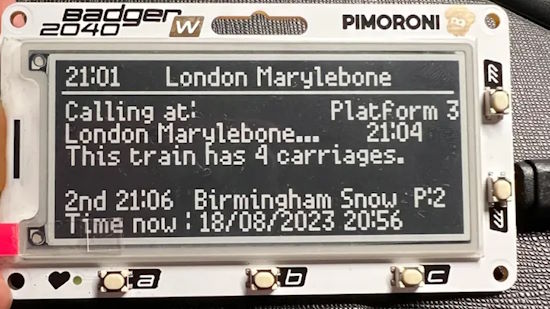 Badger
2040 W
PIMORONI
21:01 London Marylebone
Calling at: Platform 3
London Marylebone... 21:04
This train has 4 carriages.
2nd 21:06 Birmingham Snow P:2
Time now : 18/08/2023 20:56
a b c